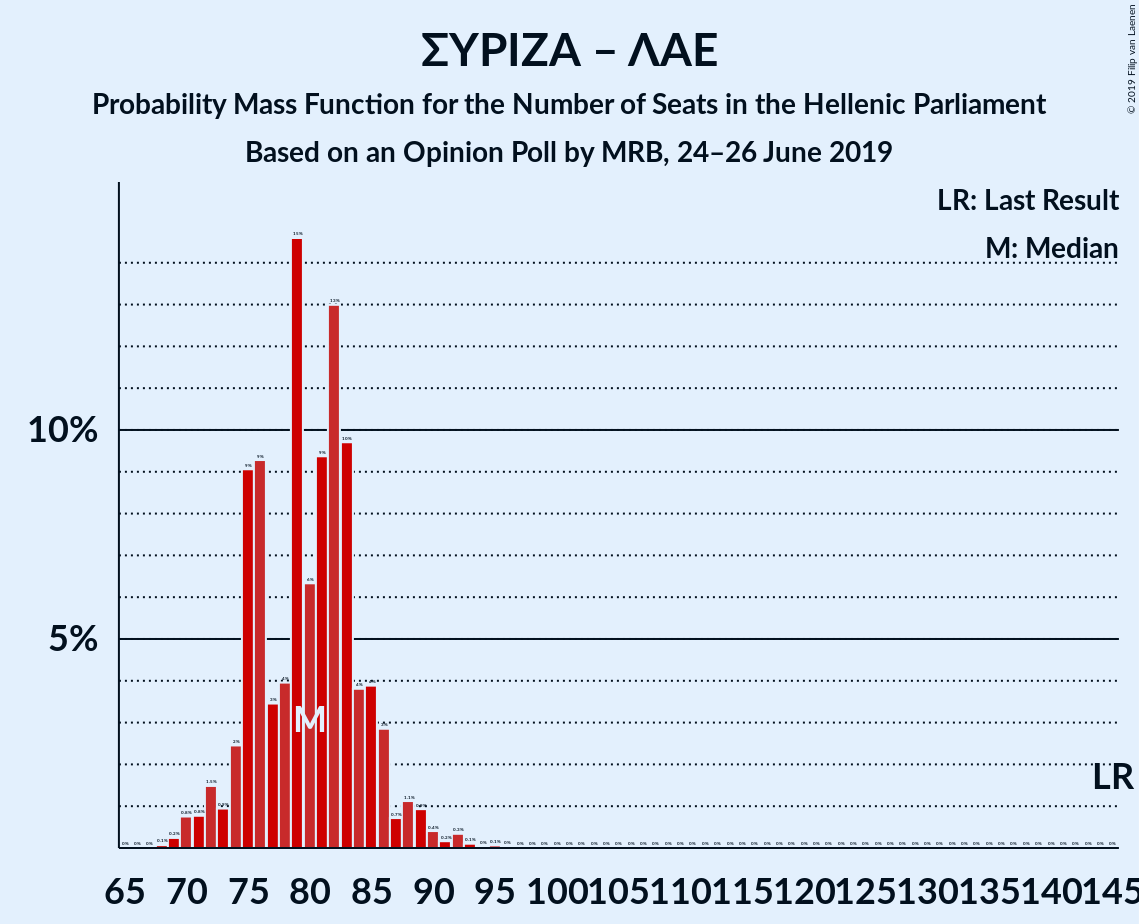 ΣΥΡΙΖΑ – ΛΑΕ
Probability Mass Function for the Number of Seats in the Hellenic Parliament
Based on an Opinion Poll by MRB, 24–26 June 2019
© 2019 Filip van Laenen
LR: Last Result
M: Median
10%
5%
M
LR
65 70 75 80 85 90 95 100 105 110 115 120 125 130 135 140 145